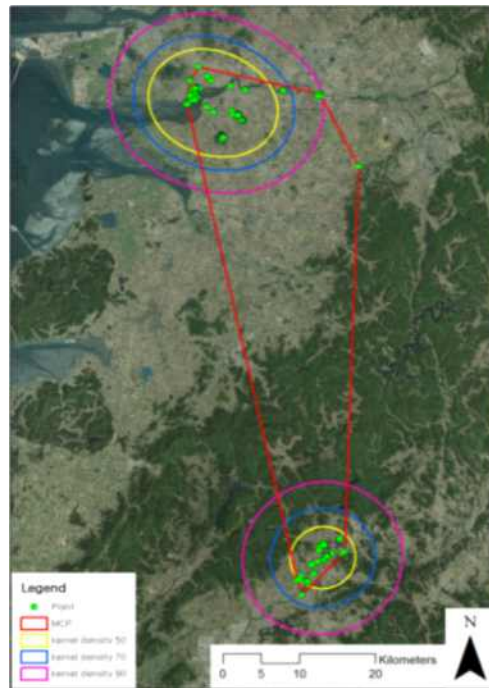 Legend
Point
MCP
kernel density 50
kernel density 70
kernel density 90
N
Kilometers
0 5 10 20